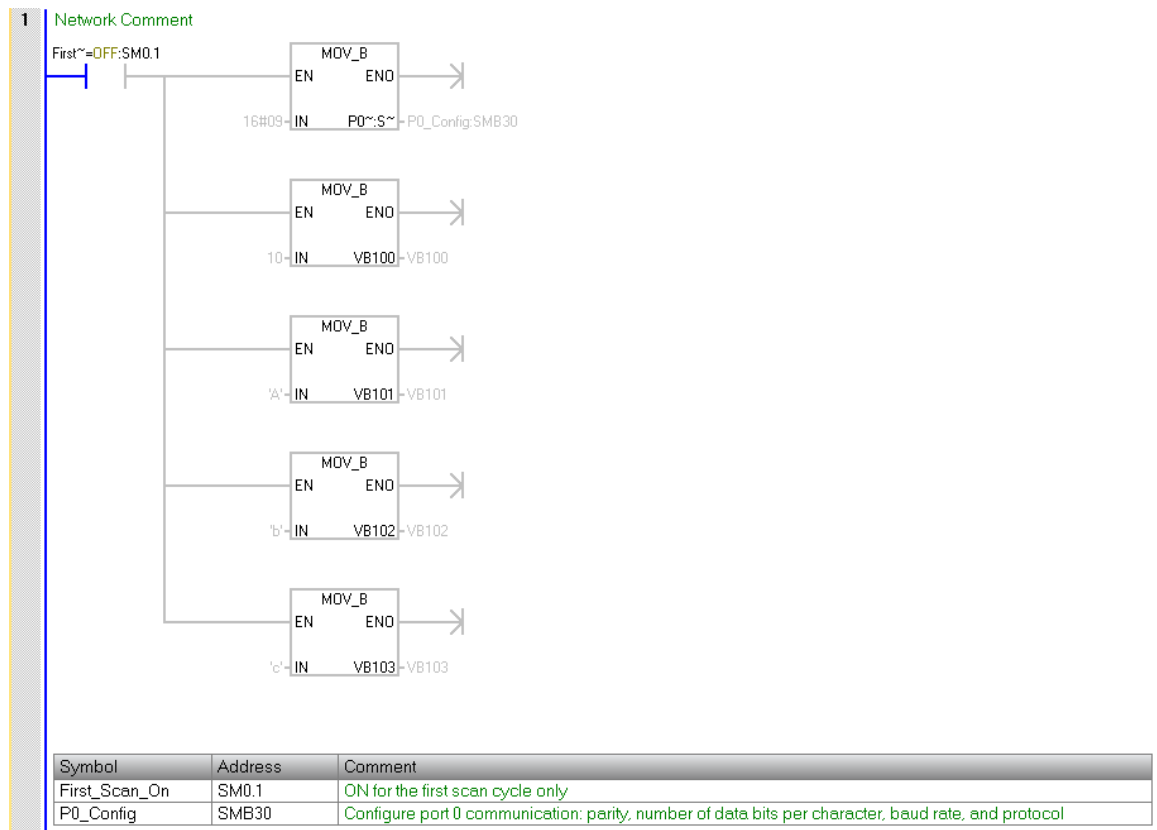 1 Network Comment
First~=OFF:SM0.1
MOV_B
EN ENO
16#09 IN P0~:S~ P0_Config:SMB30
MOV_B
EN ENO
10 IN VB100 VB100
MOV_B
EN ENO
'A' IN VB101 VB101
MOV_B
EN ENO
'b' IN VB102 VB102
MOV_B
EN ENO
'c' IN VB103 VB103
Symbol Address Comment
First_Scan_On SM0.1 ON for the first scan cycle only
P0_Config SMB30 Configure port 0 communication: parity, number of data bits per character, baud rate, and protocol